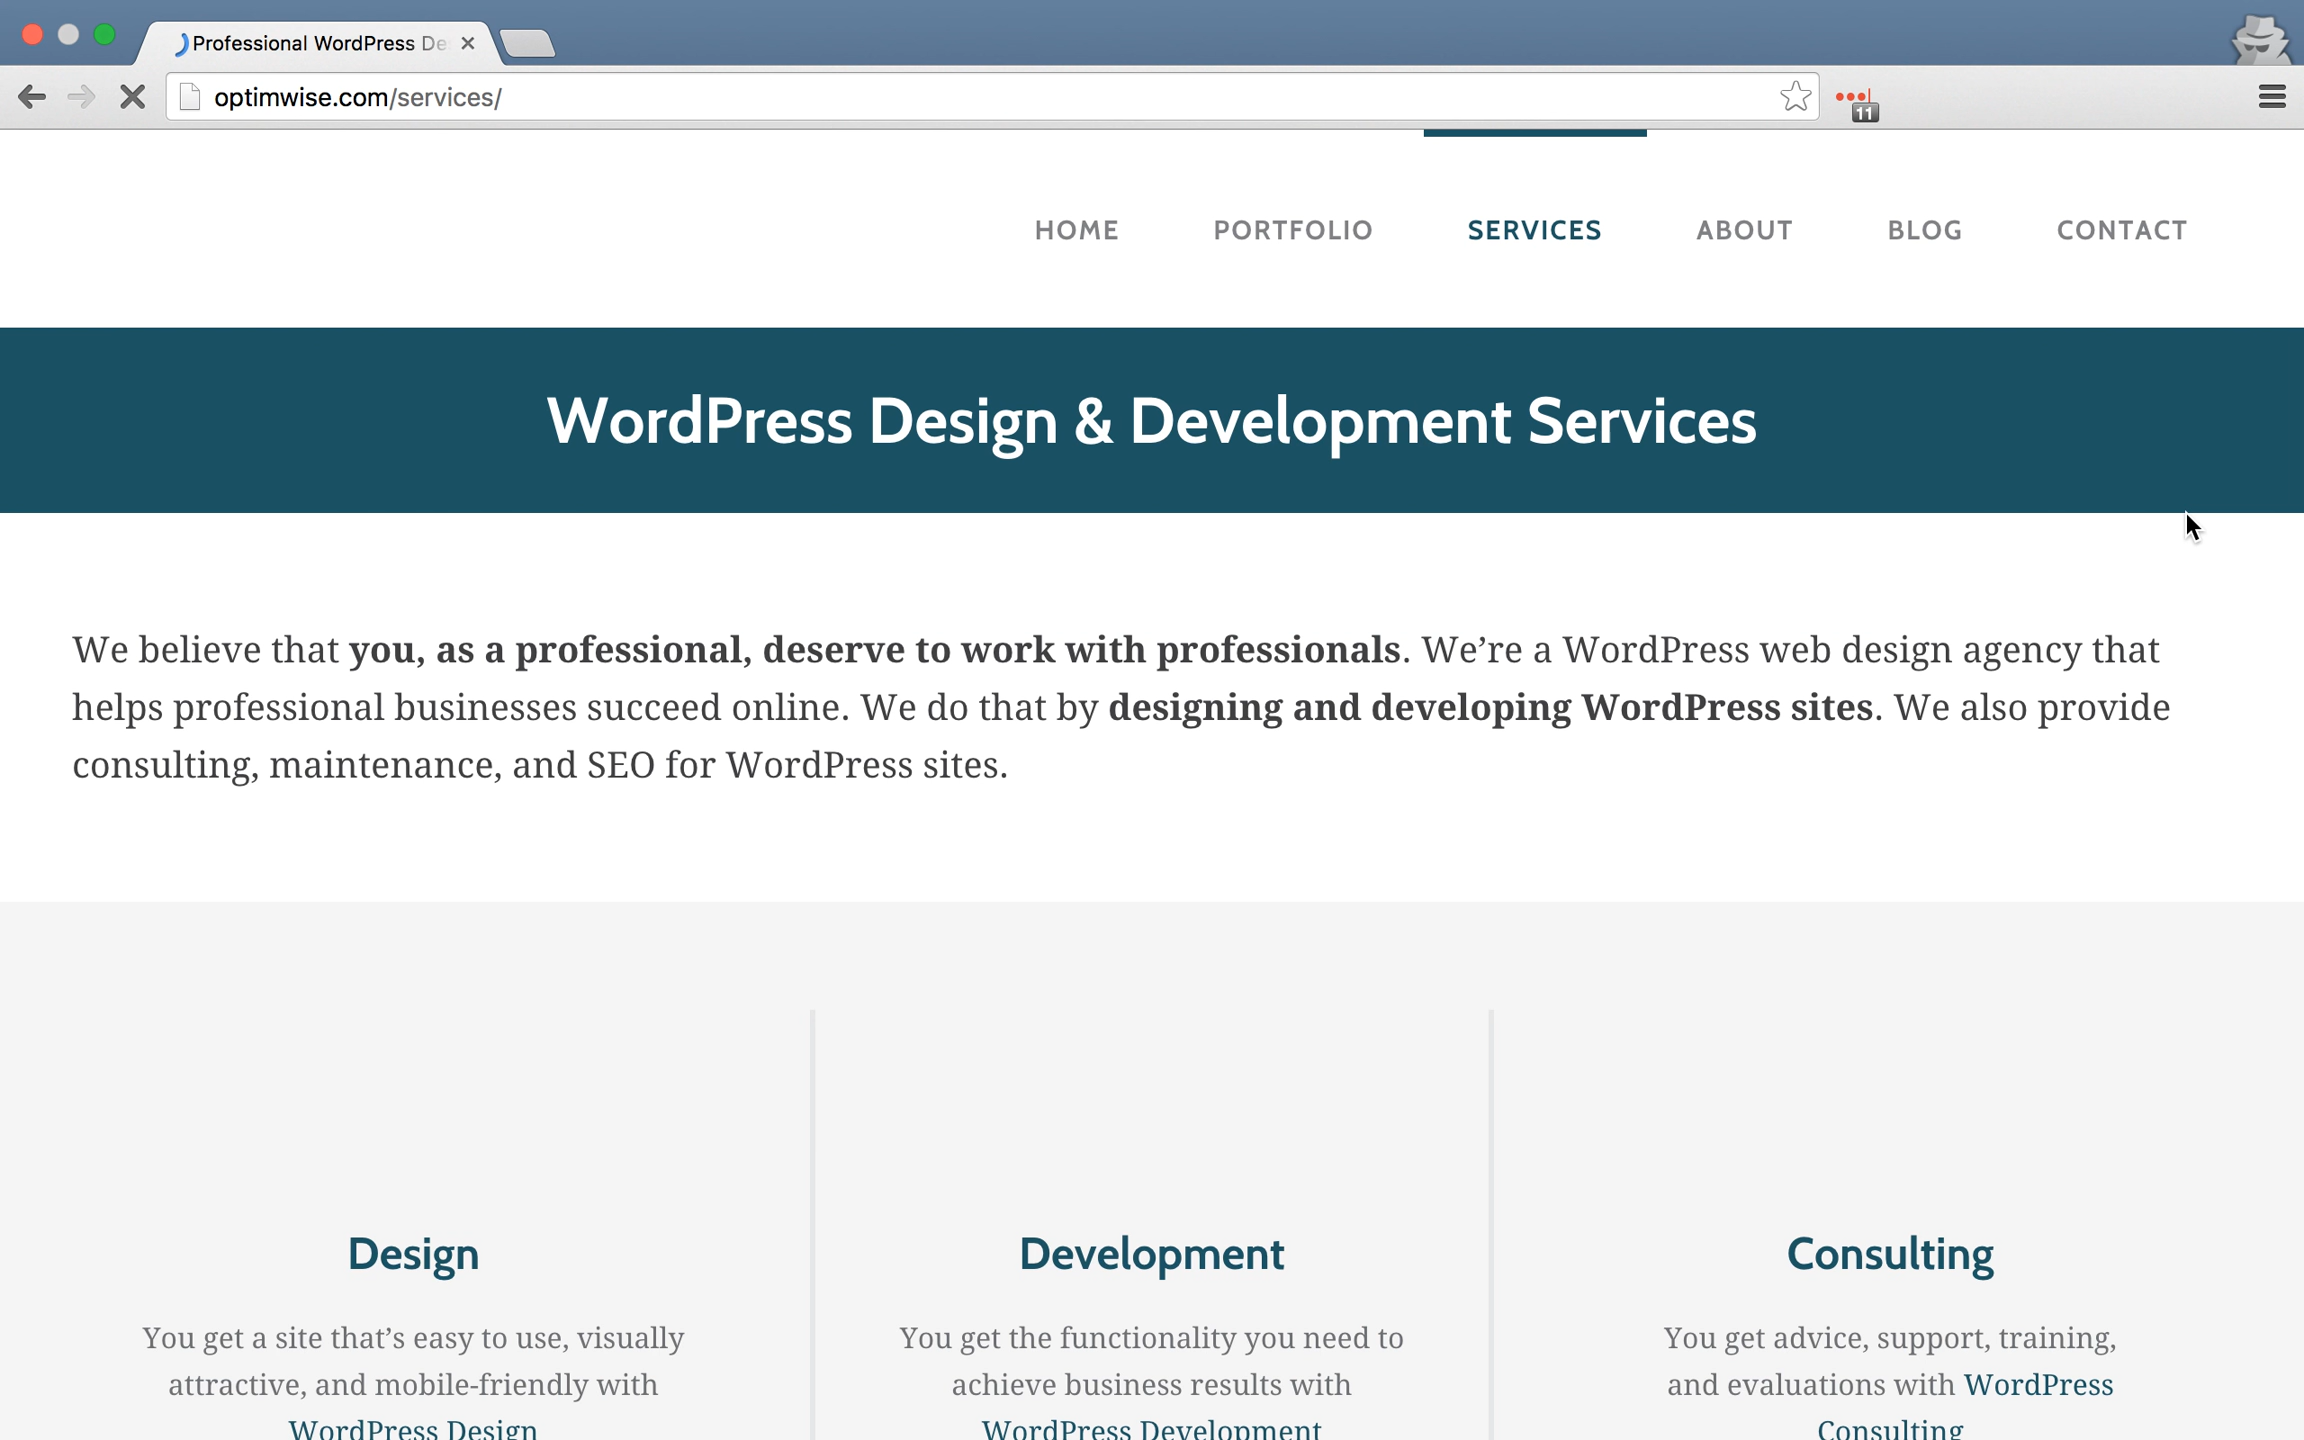 Professional WordPress De
optimwise.com/services/
11
HOME PORTFOLIO SERVICES ABOUT BLOG CONTACT
WordPress Design & Development Services
We believe that you, as a professional, deserve to work with professionals. We’re a WordPress web design agency that
helps professional businesses succeed online. We do that by designing and developing WordPress sites. We also provide
consulting, maintenance, and SEO for WordPress sites.
Design
You get a site that’s easy to use, visually
attractive, and mobile-friendly with
WordPress Design
Development
You get the functionality you need to
achieve business results with
WordPress Development
Consulting
You get advice, support, training,
and evaluations with WordPress
Consulting